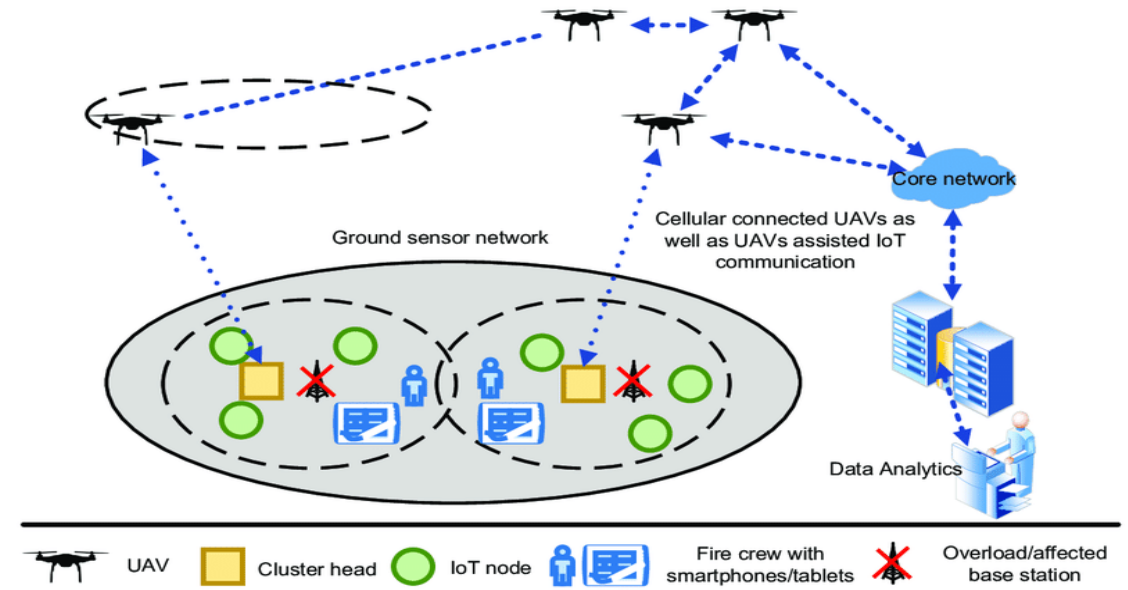 Core network
Cellular connected UAVs as
well as UAVs assisted IoT
communication
Ground sensor network
Data Analytics
UAV
Cluster head
IoT node
Fire crew with
smartphones/tablets
Overload/affected
base station